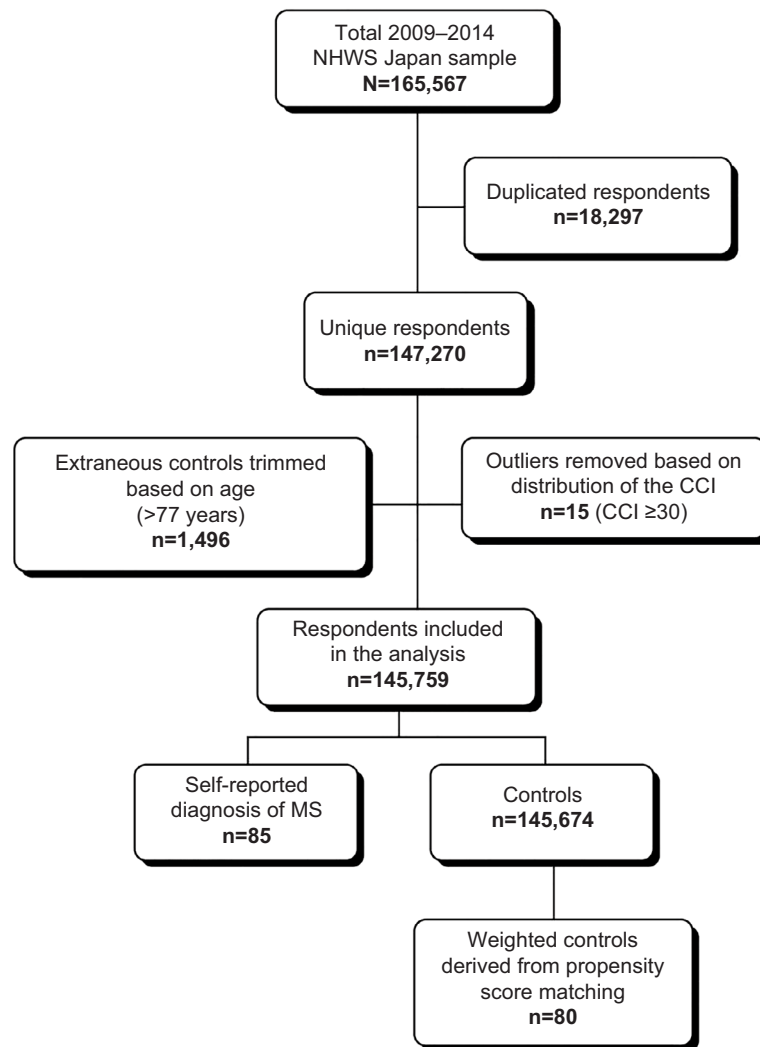 Total 2009–2014
NHWS Japan sample
N=165,567
Duplicated respondents
n=18,297
Unique respondents
n=147,270
Extraneous controls trimmed
based on age
(>77 years)
n=1,496
Outliers removed based on
distribution of the CCI
n=15 (CCI ≥30)
Respondents included
in the analysis
n=145,759
Self-reported
diagnosis of MS
n=85
Controls
n=145,674
Weighted controls
derived from propensity
score matching
n=80